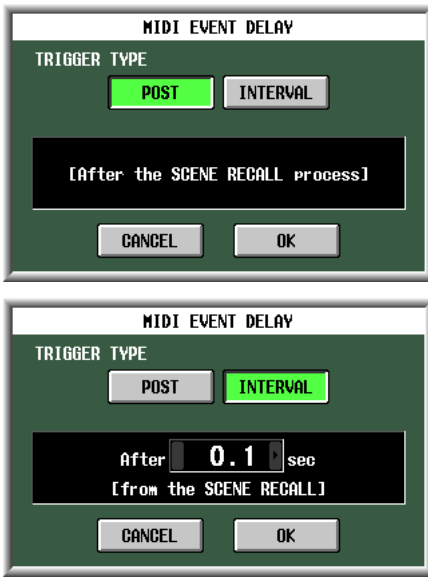 MIDI EVENT DELAY
TRIGGER TYPE
POST INTERVAL
[After the SCENE RECALL process]
CANCEL OK
MIDI EVENT DELAY
TRIGGER TYPE
POST INTERVAL
After 0.1 sec
[from the SCENE RECALL]
CANCEL OK